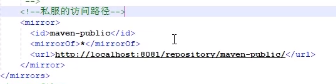 <!--私服的访问路径-->
<mirror>
<id>maven-public</id>
<mirrorOf>*</mirrorOf>
<url>http://localhost:8081/repository/maven-public/</url>
</mirror>
</mirrors>